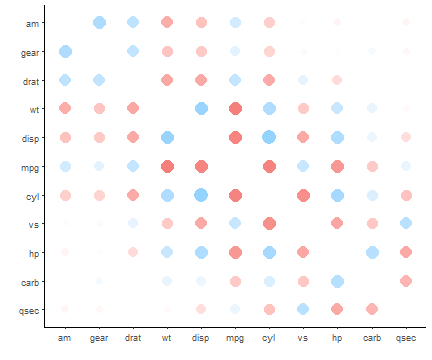 am
gear
drat
wt
disp
mpg
cyl
vs
hp
carb
qsec
am gear drat wt disp mpg cyl vs hp carb qsec